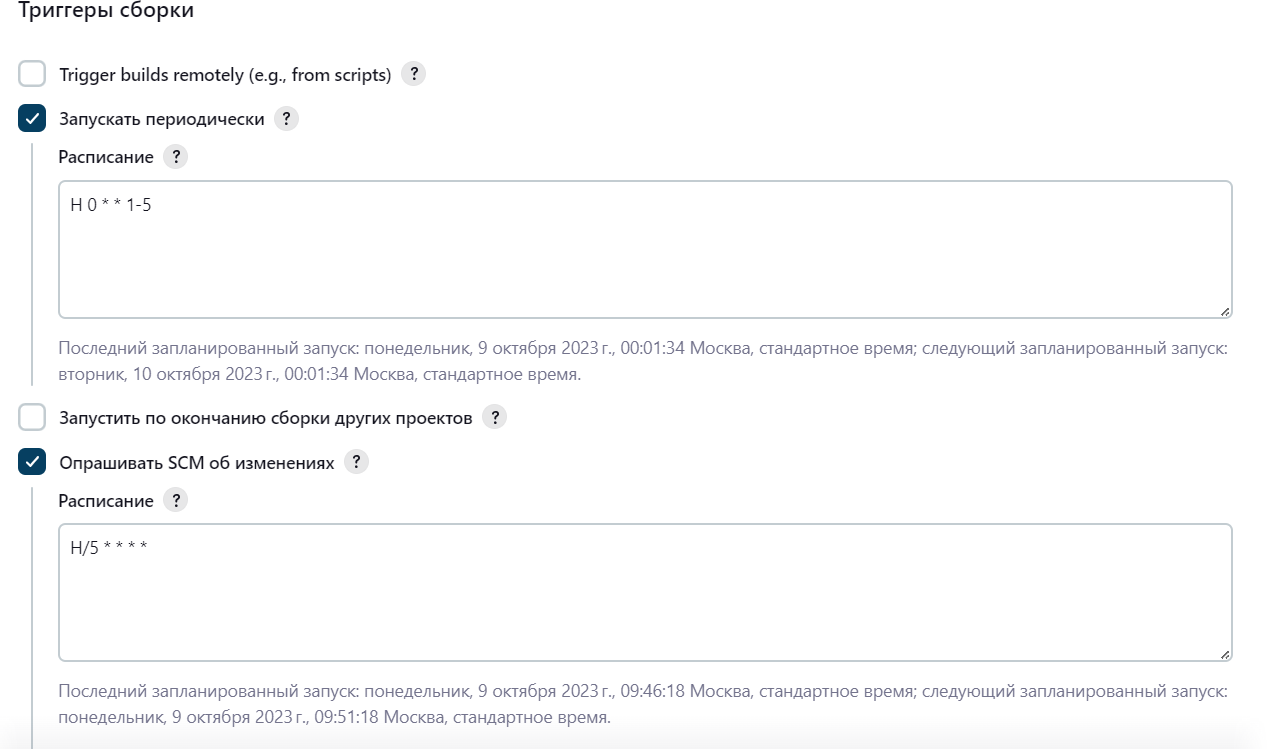 Триггеры сборки
Trigger builds remotely (e.g., from scripts) ?
Запускать периодически ?
Расписание ?
H 0 * * 1-5
Последний запланированный запуск: понедельник, 9 октября 2023 г., 00:01:34 Москва, стандартное время; следующий запланированный запуск:
вторник, 10 октября 2023 г., 00:01:34 Москва, стандартное время.
Запустить по окончанию сборки других проектов ?
Опрашивать SCM об изменениях ?
Расписание ?
H/5 * * * *
Последний запланированный запуск: понедельник, 9 октября 2023 г., 09:46:18 Москва, стандартное время; следующий запланированный запуск:
понедельник, 9 октября 2023 г., 09:51:18 Москва, стандартное время.